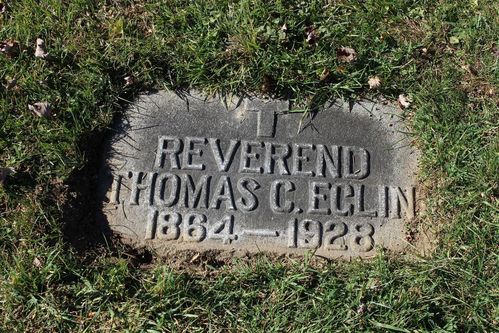 REVEREND
THOMAS C. EGLIN
1864 — 1928